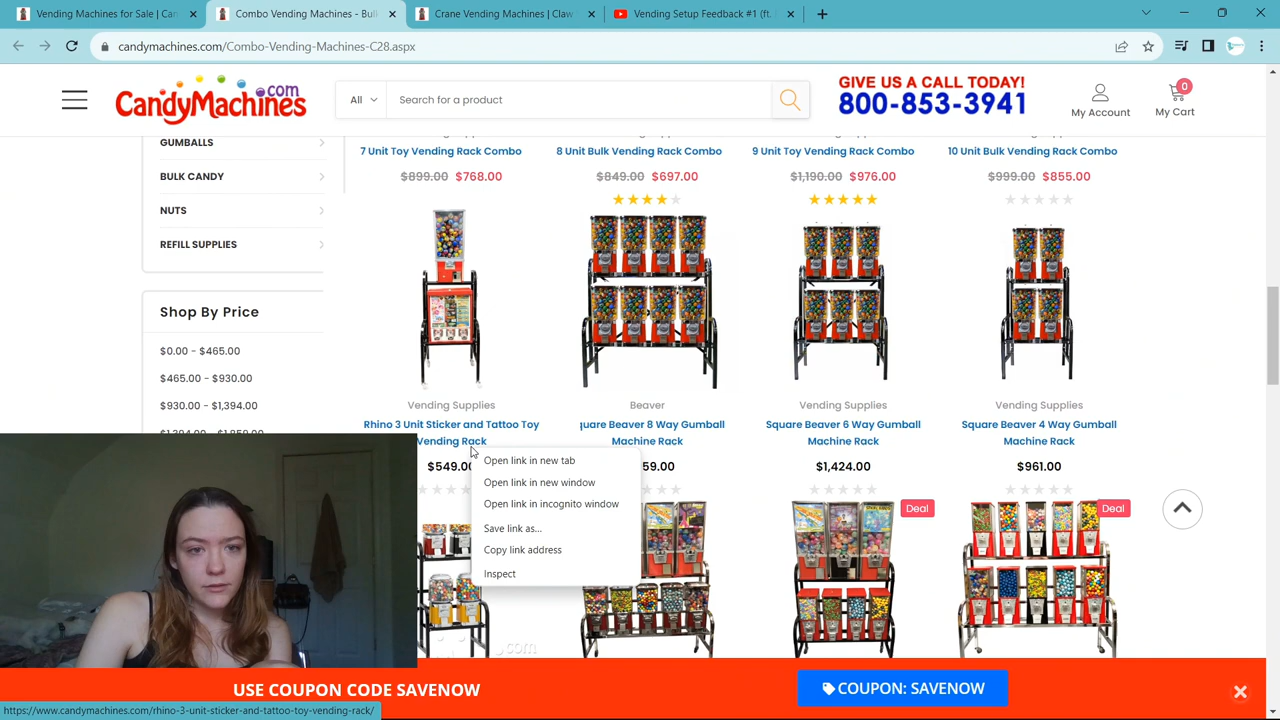 s for Sale | Can
Combo Vending Machines |
Vending Machines | Claw
Vending Setup Feedback #1 (ft.
candymachines.com/Combo-Vending-Machines-C28.aspx
CandyMachines.com
All
Search for a product
GIVE US A CALL TODAY!
800-853-3941
My Account
0
My Cart
GUMBALLS
BULK CANDY
NUTS
REFILL SUPPLIES
Shop By Price
$0.00 - $465.00
$465.00 - $930.00
$930.00 - $1,394.00
$1,394.00 - $1,859.00
7 Unit Toy Vending Rack Combo
$899.00 $768.00
8 Unit Bulk Vending Rack Combo
$849.00 $697.00
9 Unit Toy Vending Rack Combo
$1,190.00 $976.00
10 Unit Bulk Vending Rack Combo
$999.00 $855.00
Vending Supplies
Rhino 3 Unit Sticker and Tattoo Toy
Vending Rack
$549.00
Beaver
quare Beaver 8 Way Gumball
Machine Rack
59.00
Vending Supplies
Square Beaver 6 Way Gumball
Machine Rack
$1,424.00
Vending Supplies
Square Beaver 4 Way Gumball
Machine Rack
$961.00
Open link in new tab
Open link in new window
Open link in incognito window
Save link as...
Copy link address
Inspect
Deal
Deal
.com
USE COUPON CODE SAVENOW
COUPON: SAVENOW
https://www.candymachines.com/rhino-3-unit-sticker-and-tattoo-toy-vending-rack/